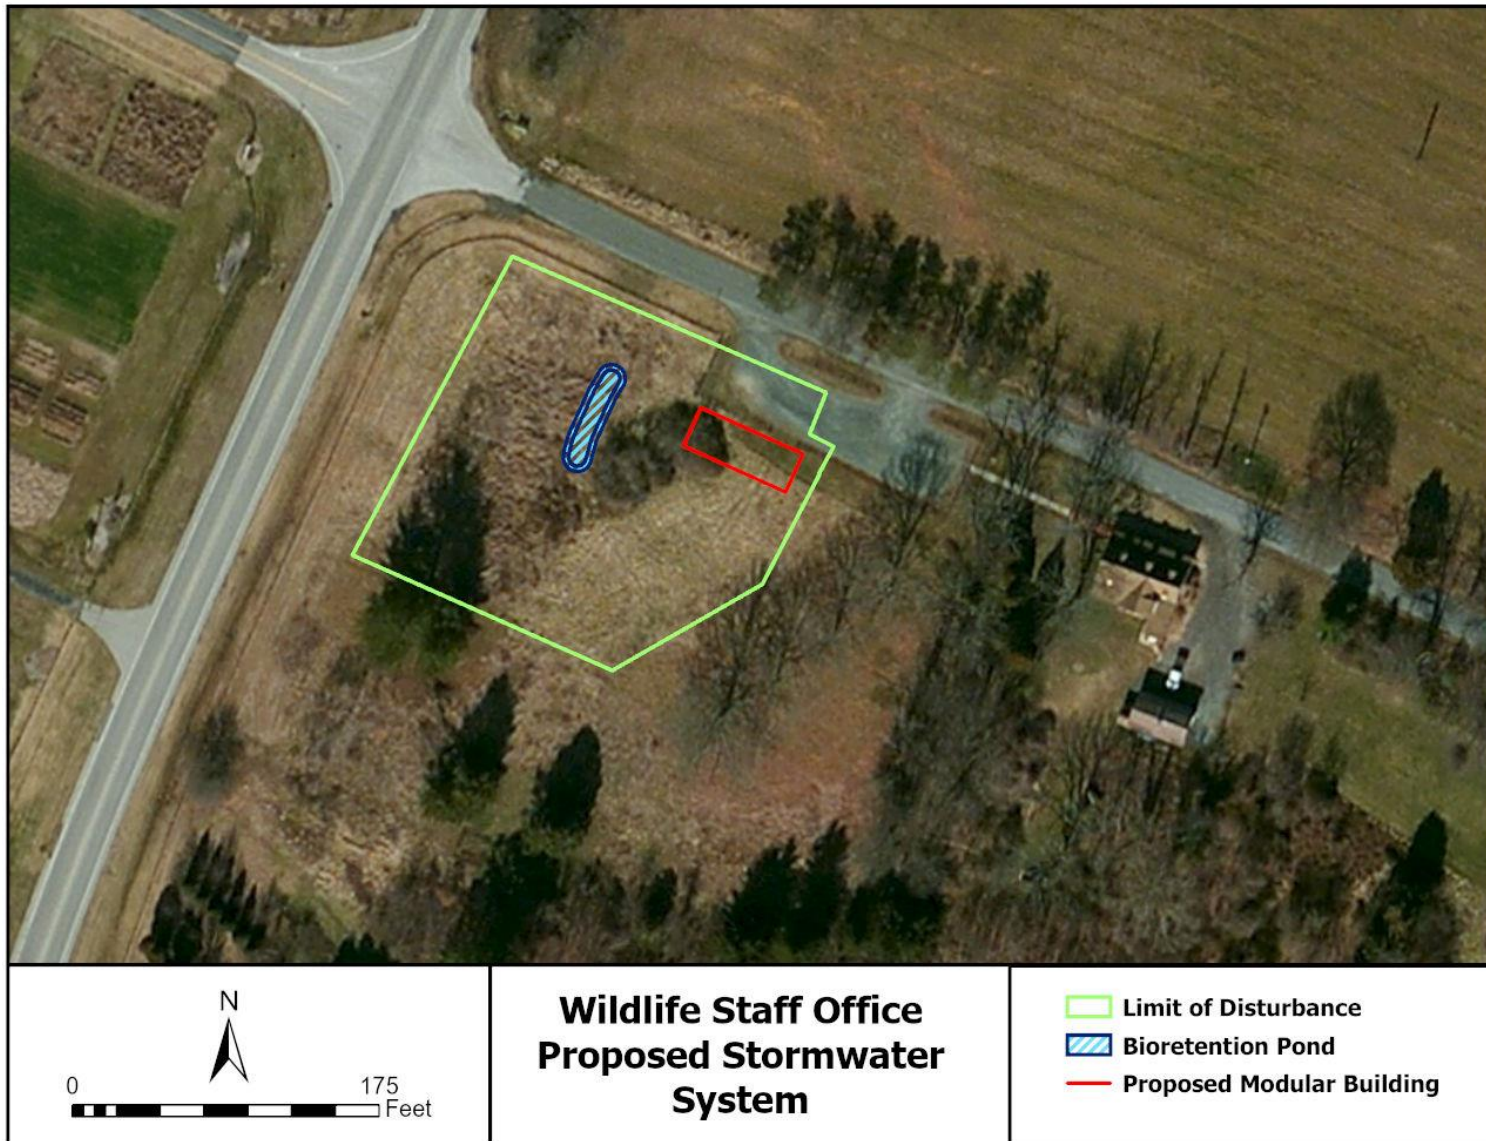 N
0 175
Feet
Wildlife Staff Office
Proposed Stormwater
System
Limit of Disturbance
Bioretention Pond
Proposed Modular Building